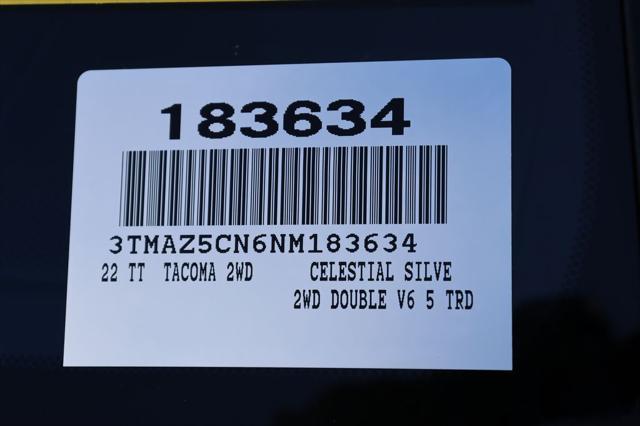 183634
3TMAZ5CN6NM183634
22 TT TACOMA 2WD CELESTIAL SILVE
2WD DOUBLE V6 5 TRD